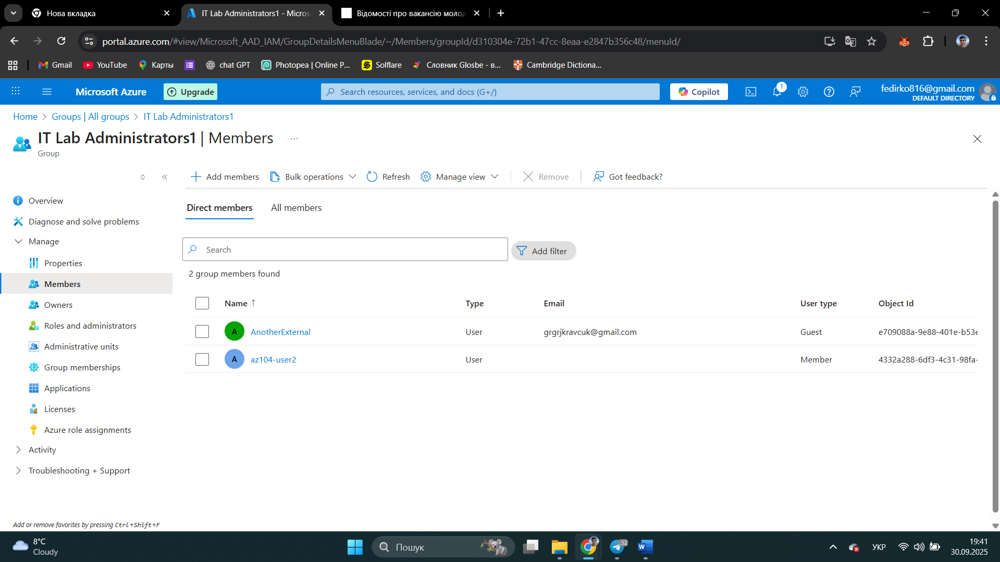 Нова вкладка
IT Lab Administrators1 - Micros
Відомості про вакансію молод
portal.azure.com/#view/Microsoft_AAD_IAM/GroupDetailsMenuBlade/~/Members/groupId/d310304e-72b1-47cc-8eaa-e2847b356c48/menuId/
Gmail
YouTube
Карты
chat GPT
Photopea | Online P...
Solflare
Словник Glosbe - в...
Cambridge Dictiona...
Microsoft Azure
Upgrade
Search resources, services, and docs (G+/)
Copilot
1
fedirko816@gmail.com
DEFAULT DIRECTORY
Home > Groups | All groups > IT Lab Administrators1
IT Lab Administrators1 | Members ...
Group
Add members
Bulk operations
Refresh
Manage view
Remove
Got feedback?
Overview
Diagnose and solve problems
Manage
Properties
Members
Owners
Roles and administrators
Administrative units
Group memberships
Applications
Licenses
Azure role assignments
Activity
Troubleshooting + Support
Add or remove favorites by pressing Ctrl+Shift+F
Direct members
All members
Search
Add filter
2 group members found
Name ↑ Type Email User type Object Id
A AnotherExternal User grgrjkravcuk@gmail.com Guest e709088a-9e88-401e-b53e
A az104-user2 User Member 4332a288-6df3-4c31-98fa-
8°C
Cloudy
Пошук
52
УКР
19:41
30.09.2025